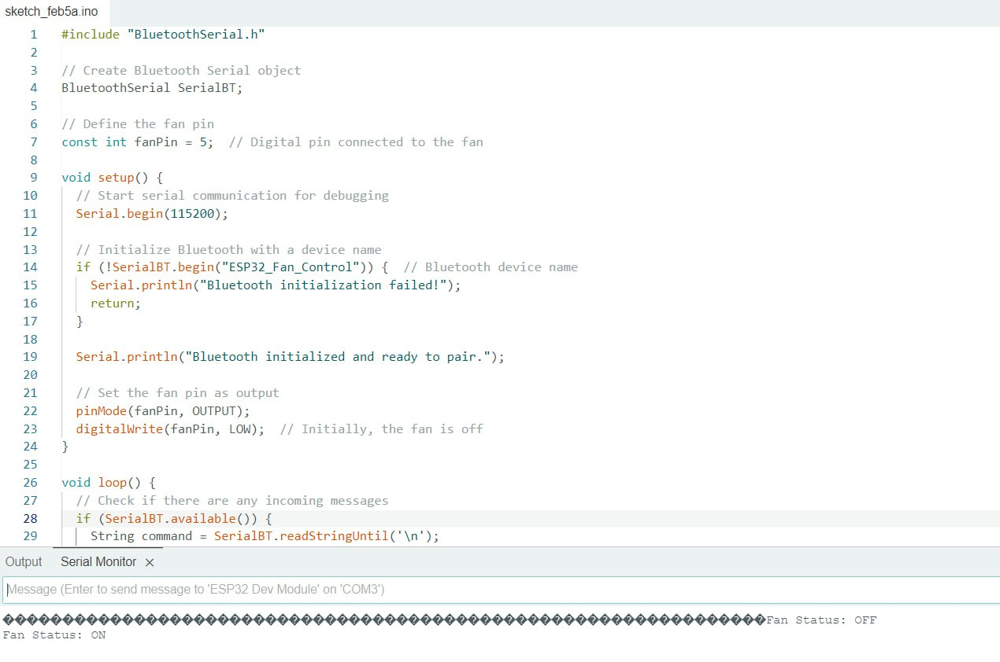 sketch_feb5a.ino
1 #include "BluetoothSerial.h"
2
3 // Create Bluetooth Serial object
4 BluetoothSerial SerialBT;
5
6 // Define the fan pin
7 const int fanPin = 5;  // Digital pin connected to the fan
8
9 void setup() {
10   // Start serial communication for debugging
11   Serial.begin(115200);
12
13   // Initialize Bluetooth with a device name
14   if (!SerialBT.begin("ESP32_Fan_Control")) {  // Bluetooth device name
15     Serial.println("Bluetooth initialization failed!");
16     return;
17   }
18
19   Serial.println("Bluetooth initialized and ready to pair.");
20
21   // Set the fan pin as output
22   pinMode(fanPin, OUTPUT);
23   digitalWrite(fanPin, LOW);  // Initially, the fan is off
24 }
25
26 void loop() {
27   // Check if there are any incoming messages
28   if (SerialBT.available()) {
29     String command = SerialBT.readStringUntil('\n');
Output Serial Monitor ×
Message (Enter to send message to 'ESP32 Dev Module' on 'COM3')
����������������������������������������������������������������Fan Status: OFF
Fan Status: ON